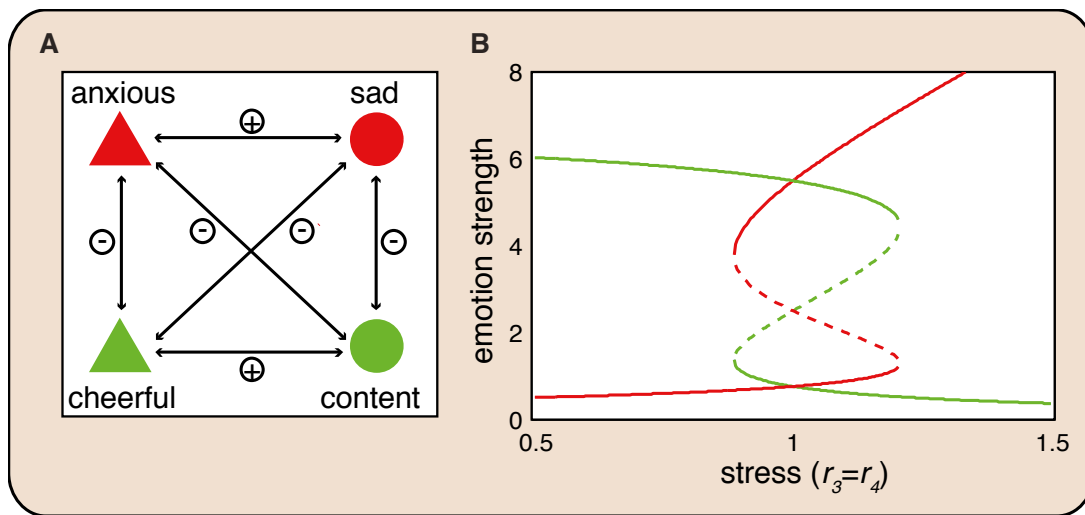 A
B
anxious
sad
+
-
-
-
-
+
cheerful
content
8
6
4
2
0
emotion strength
0.5
1
1.5
stress (r3=r4)